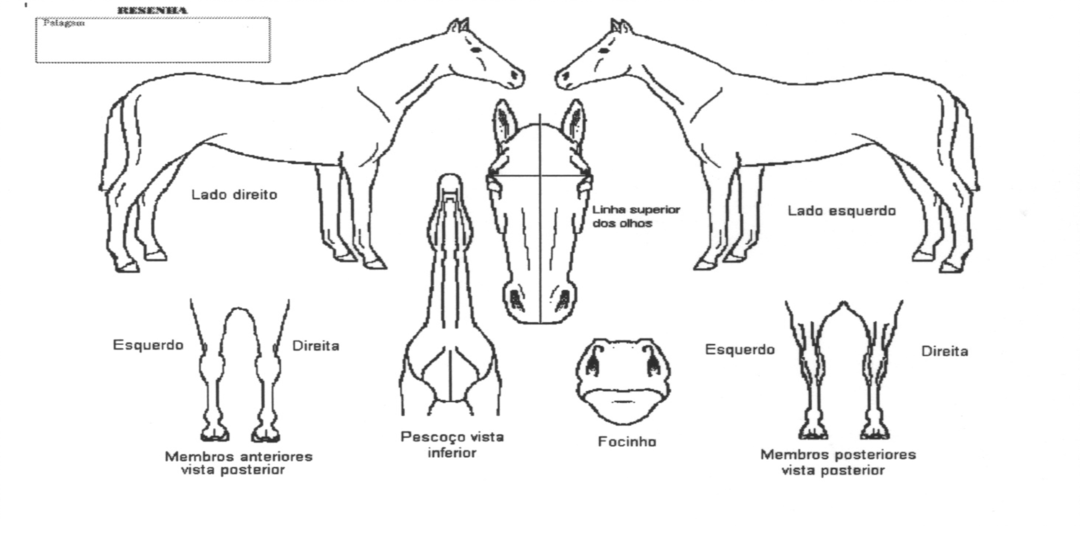 RESENHA
Pelagem
Lado direito
Linha superior
dos olhos
Lado esquerdo
Esquerdo
Direita
Pescoço vista
inferior
Focinho
Esquerdo
Direita
Membros anteriores
vista posterior
Membros posteriores
vista posterior